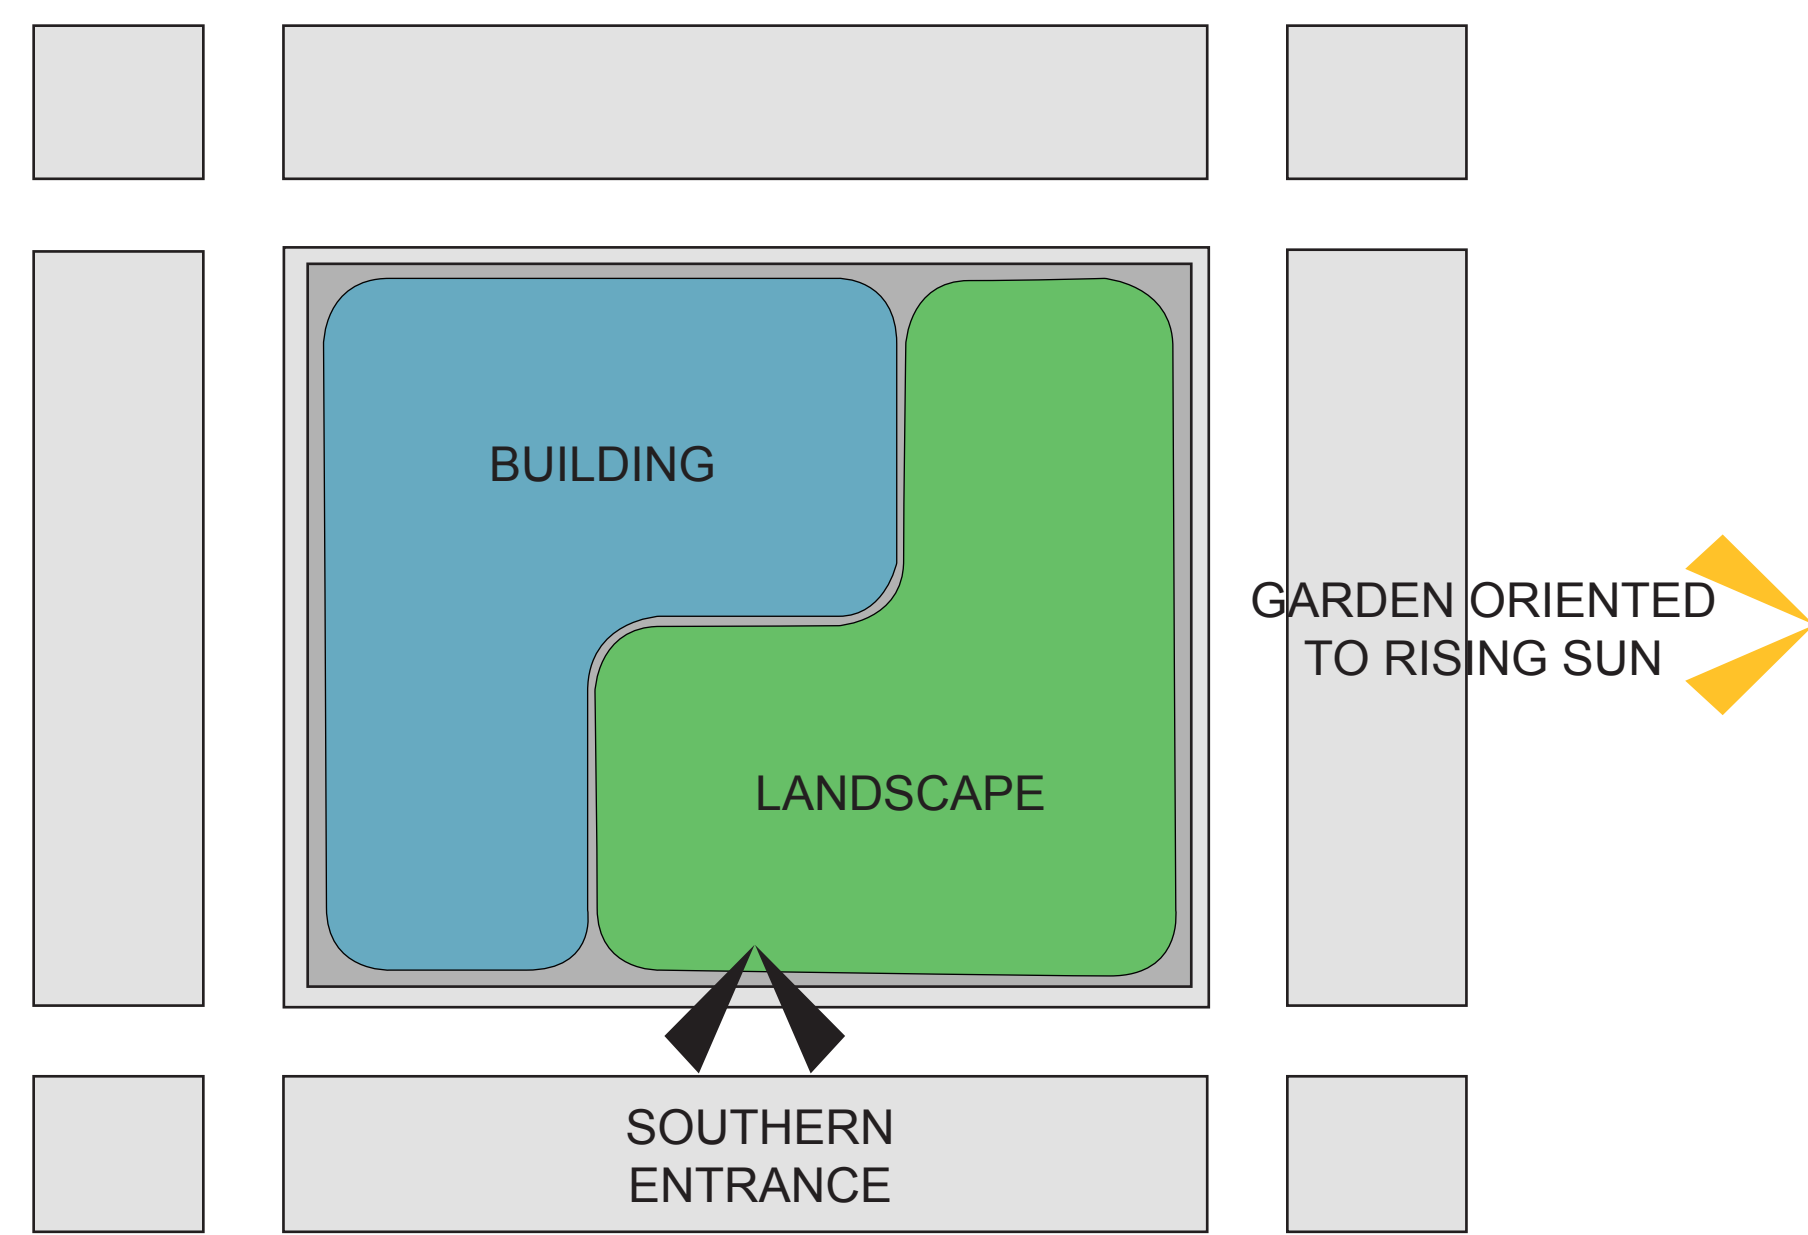 BUILDING
GARDEN ORIENTED
TO RISING SUN
LANDSCAPE
SOUTHERN
ENTRANCE